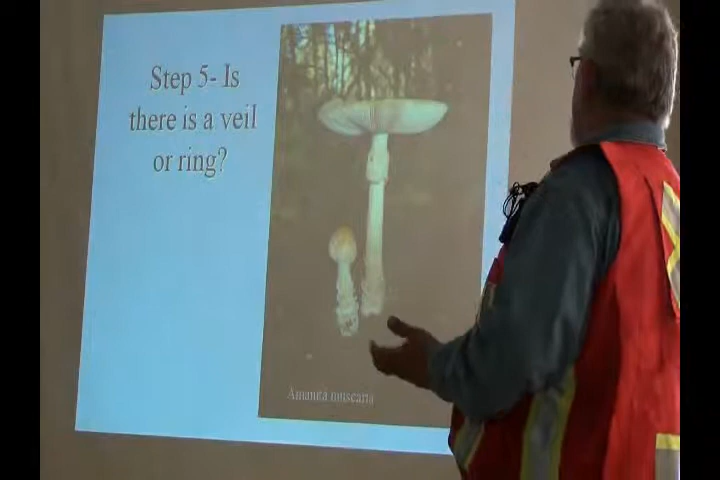 Step 5- Is
there is a veil
or ring?
Amanita muscaria